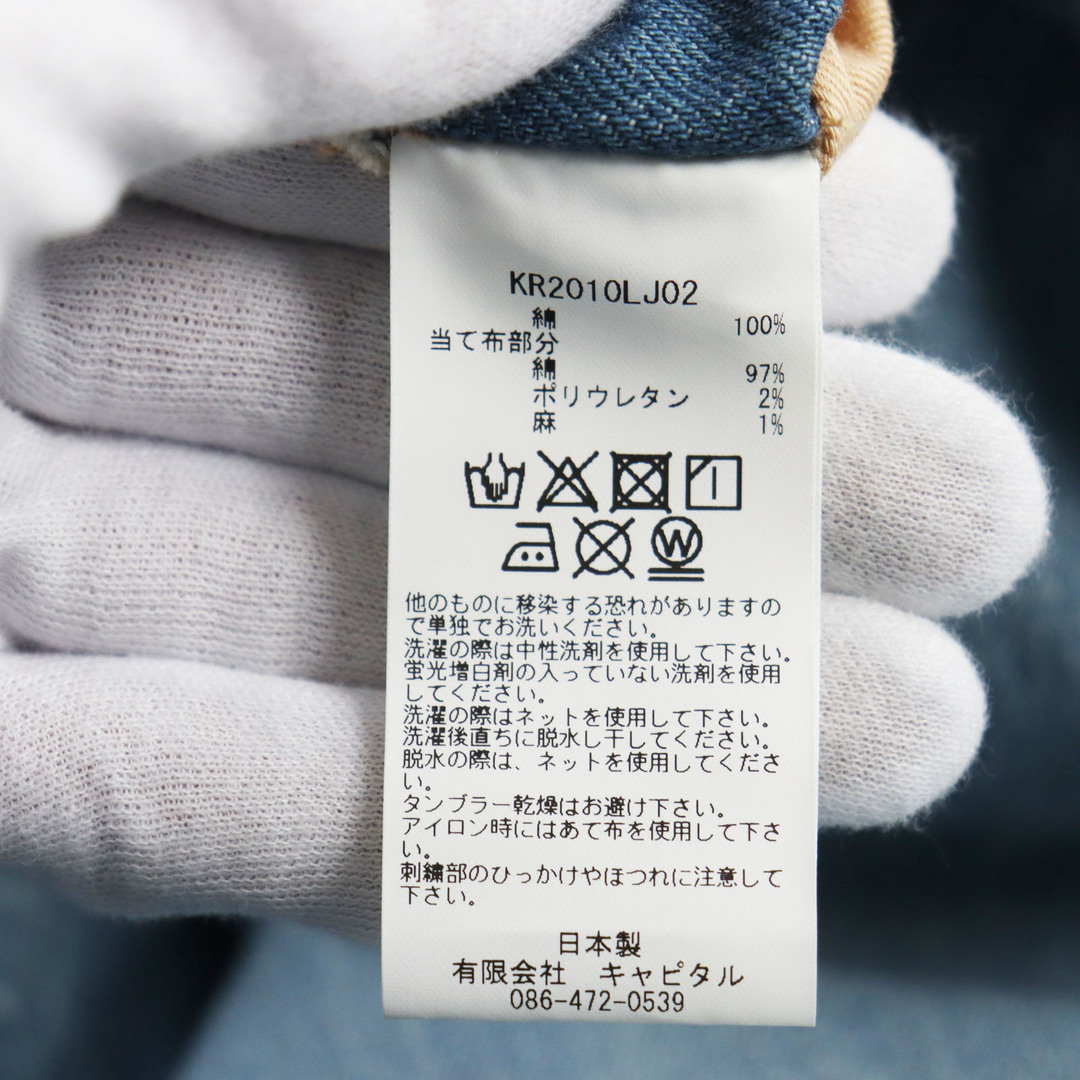 KR2010LJ02
綿 100%
当て布部分
綿 97%
ポリウレタン 2%
麻 1%
W
他のものに移染する恐れがありますの
で単独でお洗いください。
洗濯の際は中性洗剤を使用して下さい。
蛍光増白剤の入っていない洗剤を使用
してください。
洗濯の際はネットを使用して下さい。
洗濯後直ちに脱水し干してください。
脱水の際は、ネットを使用してくださ
い。
タンブラー乾燥はお避け下さい。
アイロン時にはあて布を使用して下さ
い。
刺繍部のひっかけやほつれに注意して
下さい。
日本製
有限会社　キャピタル
086-472-0539